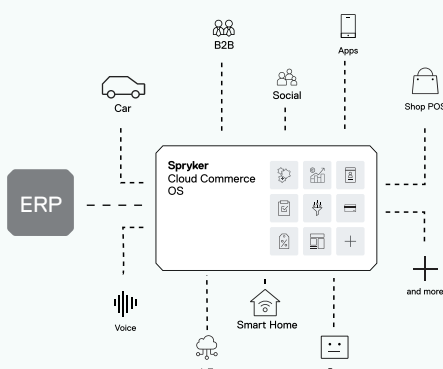 B2B
Apps
Social
Car
Shop POS
Spryker
Cloud Commerce
OS
ERP
and more
Voice
Smart Home